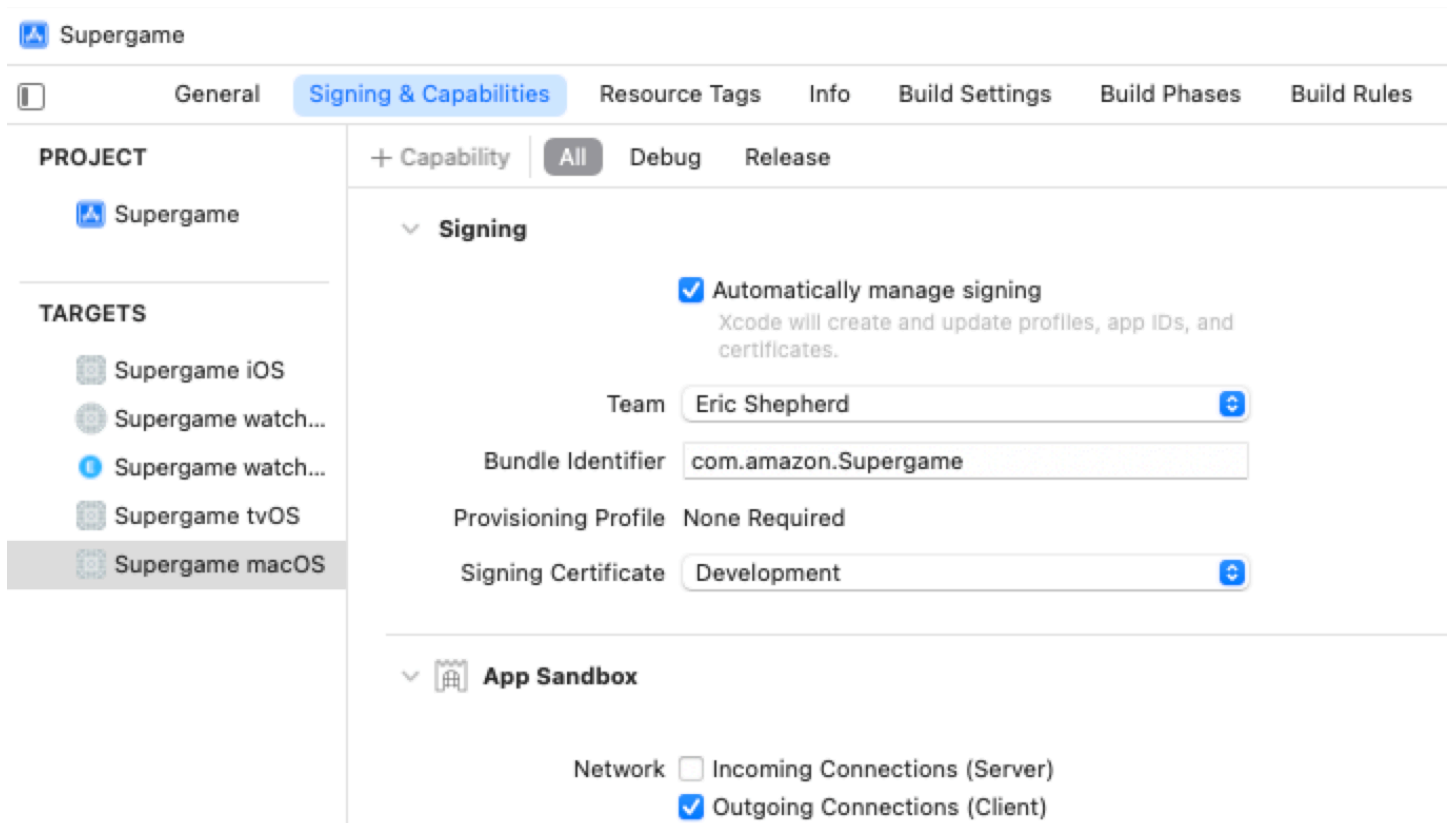 Supergame
General Signing & Capabilities Resource Tags Info Build Settings Build Phases Build Rules
PROJECT
Supergame
TARGETS
Supergame iOS
Supergame watch...
Supergame watch...
Supergame tvOS
Supergame macOS
+ Capability All Debug Release
Signing
Automatically manage signing
Xcode will create and update profiles, app IDs, and
certificates.
Team Eric Shepherd
Bundle Identifier com.amazon.Supergame
Provisioning Profile None Required
Signing Certificate Development
App Sandbox
Network Incoming Connections (Server)
Outgoing Connections (Client)